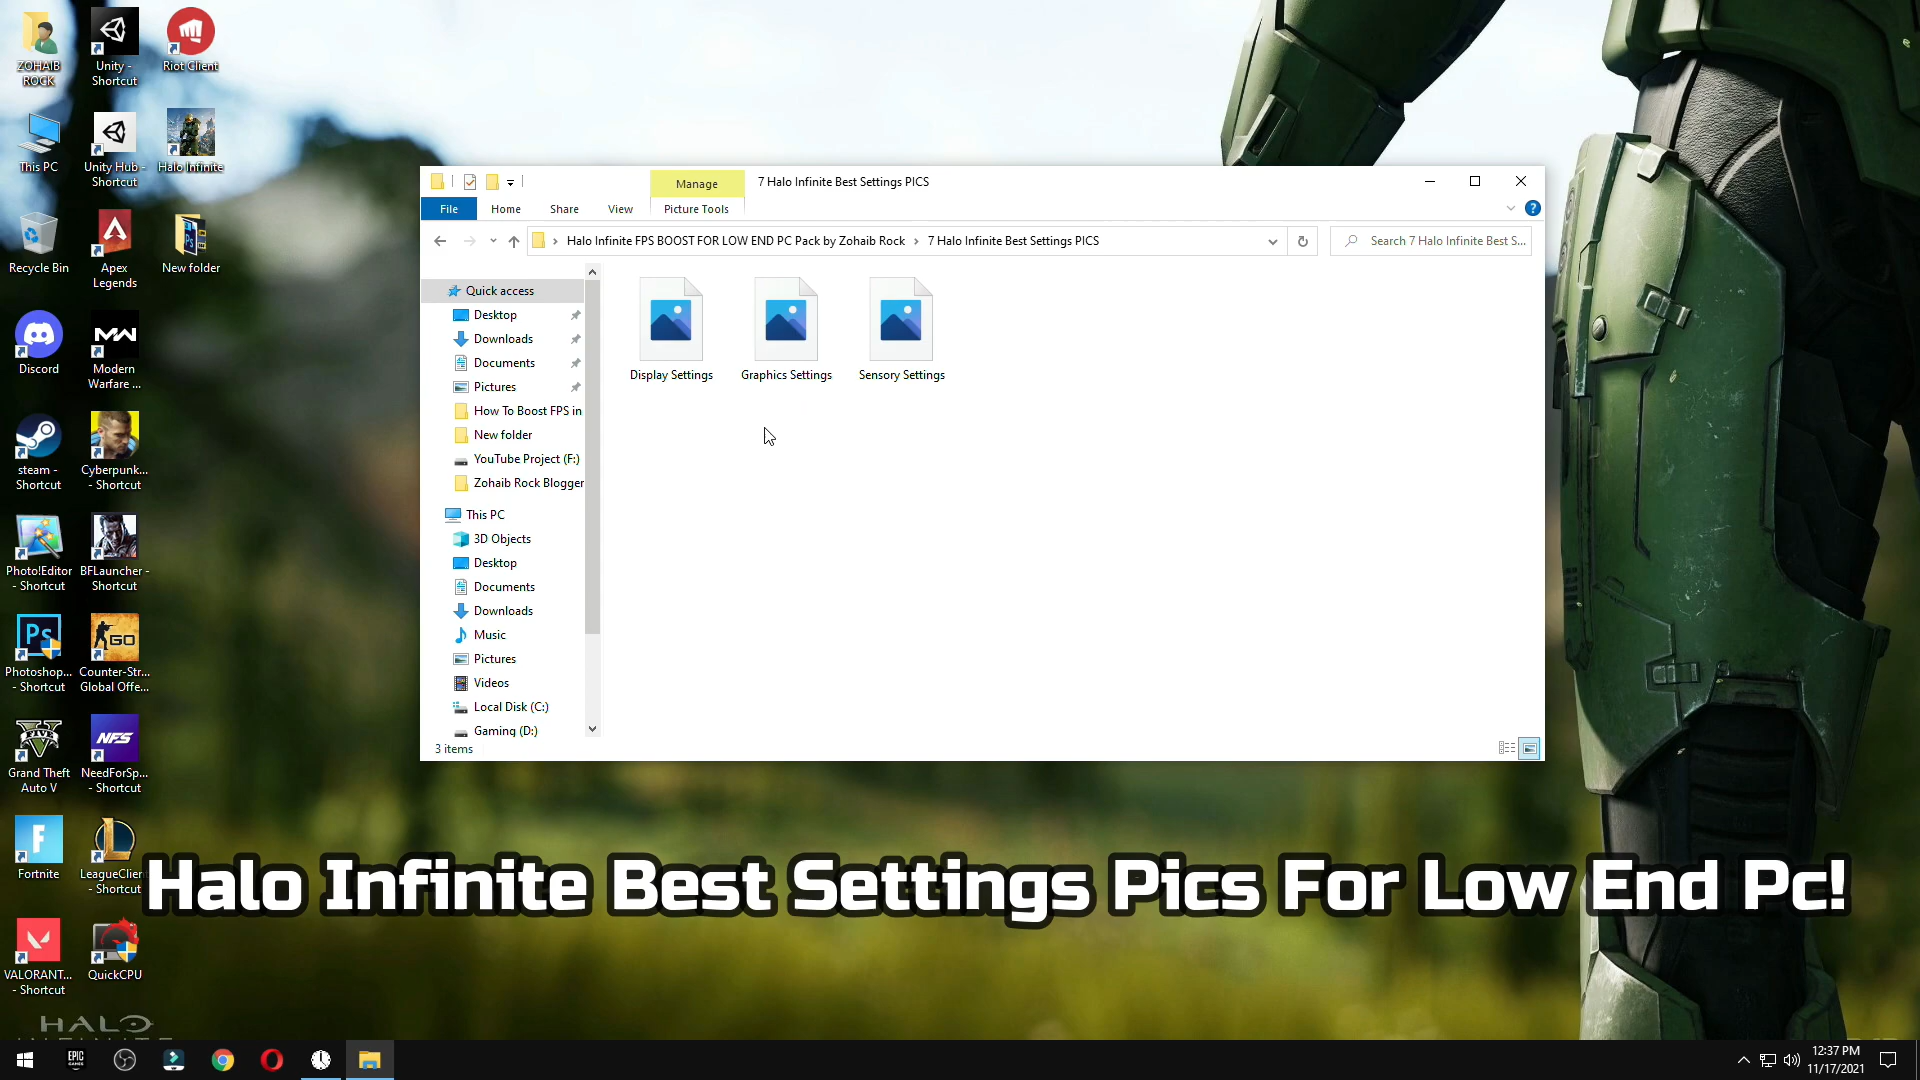 ZOHAIB
ROCK
Unity -
Shortcut
Riot Client
This PC
Unity Hub -
Shortcut
Halo Infinite
Recycle Bin
Apex
Legends
New folder
Discord
Modern
Warfare ...
steam -
Shortcut
Cyberpunk...
- Shortcut
Photo!Editor
- Shortcut
BFLauncher -
Shortcut
Photoshop...
- Shortcut
Counter-Str...
Global Offe...
Grand Theft
Auto V
NeedForSp...
- Shortcut
Fortnite
LeagueClient
- Shortcut
VALORANT...
- Shortcut
QuickCPU
Manage
7 Halo Infinite Best Settings PICS
File
Home
Share
View
Picture Tools
Halo Infinite FPS BOOST FOR LOW END PC Pack by Zohaib Rock > 7 Halo Infinite Best Settings PICS
Search 7 Halo Infinite Best S...
Quick access
Desktop
Downloads
Documents
Pictures
How To Boost FPS in
New folder
YouTube Project (F:)
Zohaib Rock Blogger
This PC
3D Objects
Desktop
Documents
Downloads
Music
Pictures
Videos
Local Disk (C:)
Gaming (D:)
Display Settings
Graphics Settings
Sensory Settings
3 items
Halo Infinite Best Settings Pics For Low End Pc!
HALO
INFINITE
EPIC
GAMES
12:37 PM
11/17/2021